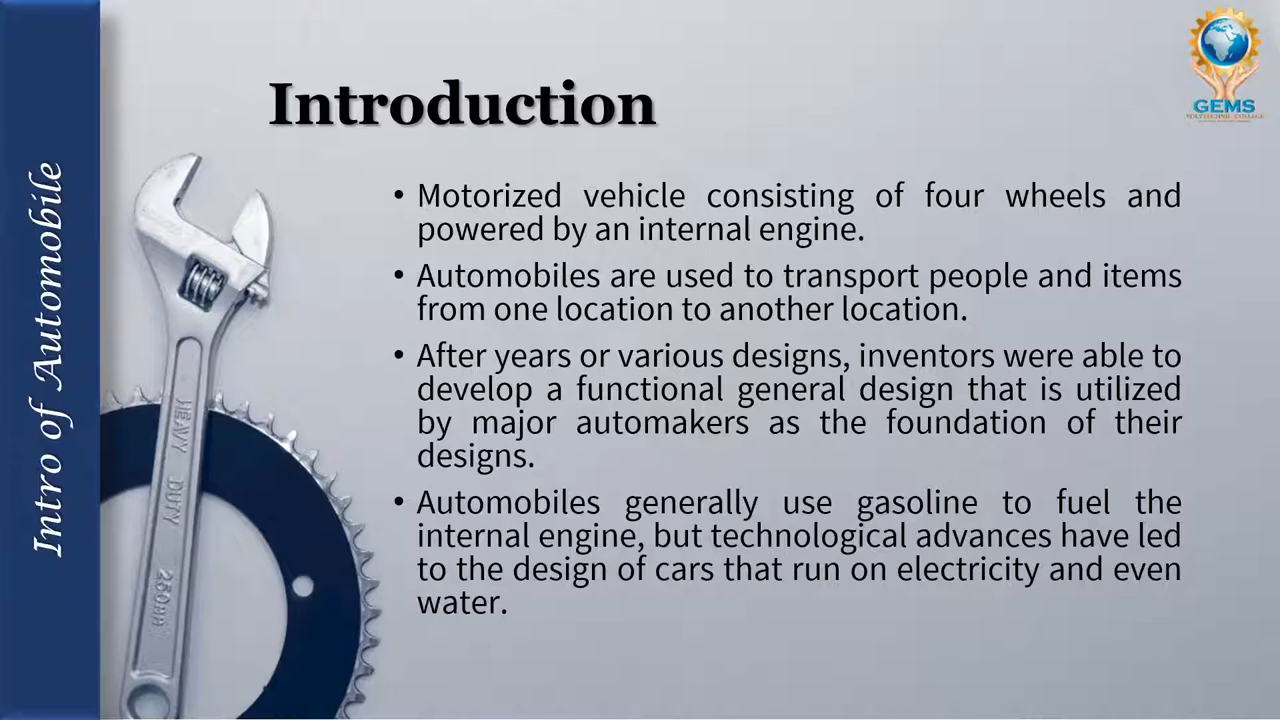 Introduction
GEMS
POLYTECHNIC COLLEGE
Intro of Automobile
• Motorized vehicle consisting of four wheels and
powered by an internal engine.
• Automobiles are used to transport people and items
from one location to another location.
• After years or various designs, inventors were able to
develop a functional general design that is utilized
by major automakers as the foundation of their
designs.
• Automobiles generally use gasoline to fuel the
internal engine, but technological advances have led
to the design of cars that run on electricity and even
water.
HEAVY DUTY 250MM